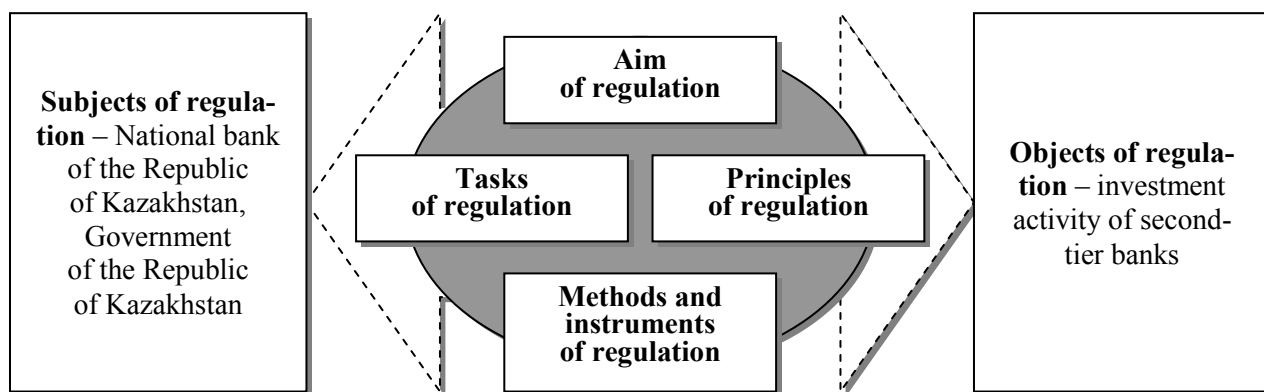 Subjects of regula-
tion – National bank
of the Republic
of Kazakhstan,
Government
of the Republic
of Kazakhstan
Aim
of regulation
Tasks
of regulation
Principles
of regulation
Methods and
instruments
of regulation
Objects of regula-
tion – investment
activity of second-
tier banks